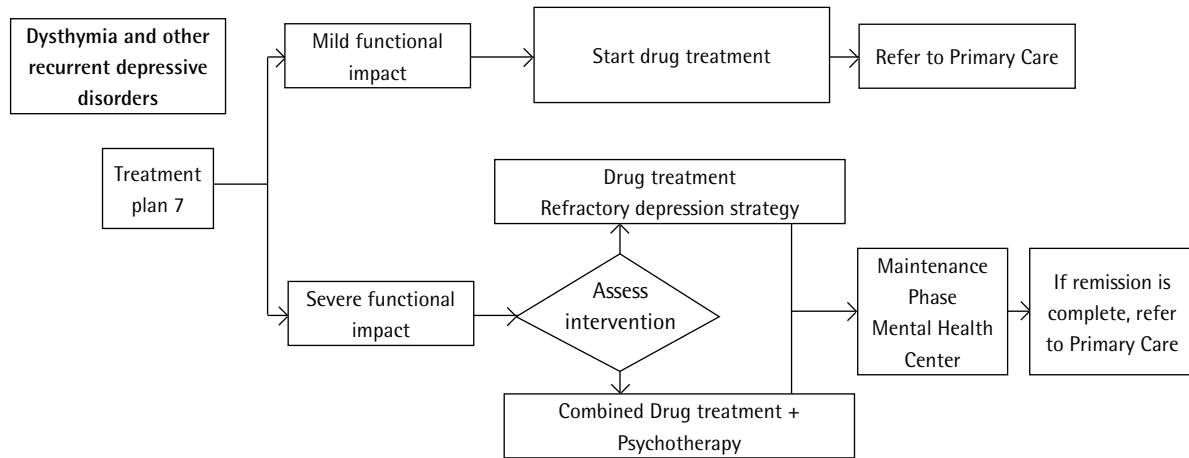 Dysthymia and other
recurrent depressive
disorders
Mild functional
impact
Start drug treatment
Refer to Primary Care
Treatment
plan 7
Drug treatment
Refractory depression strategy
Severe functional
impact
Assess
intervention
Combined Drug treatment +
Psychotherapy
Maintenance
Phase
Mental Health
Center
If remission is
complete, refer
to Primary Care